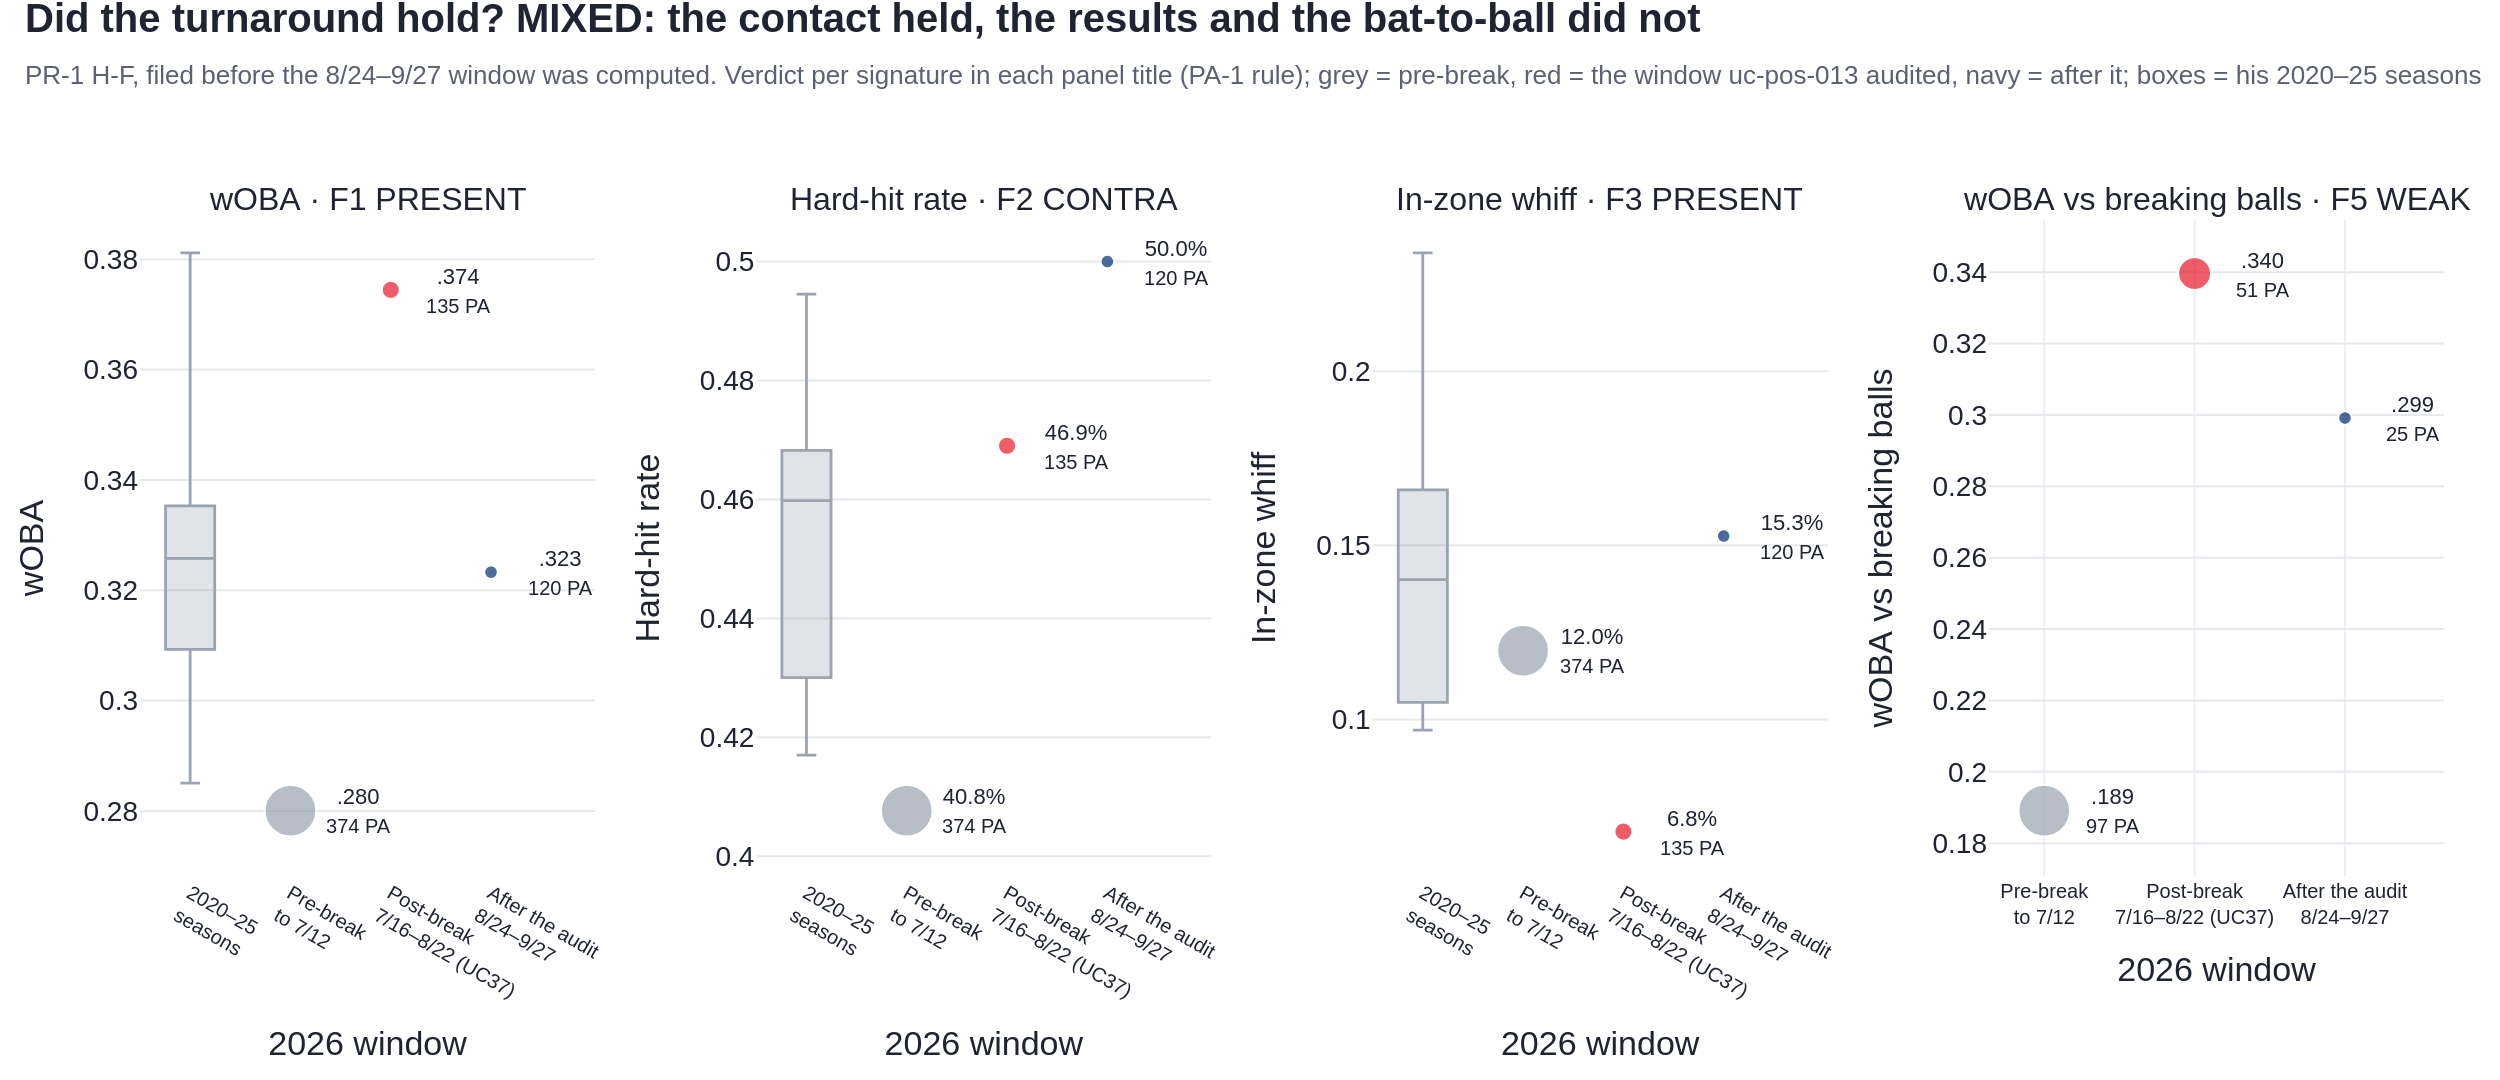 Did the turnaround hold? MIXED: the contact held, the results and the bat-to-ball did not
PR-1 H-F, filed before the 8/24–9/27 window was computed. Verdict per signature in each panel title (PA-1 rule); grey = pre-break, red = the window uc-pos-013 audited, navy = after it; boxes = his 2020–25 seasons
wOBA · F1 PRESENT
wOBA
0.38
0.36
0.34
0.32
0.3
0.28
.280
374 PA
.374
135 PA
.323
120 PA
2020–25
seasons
Pre-break
to 7/12
Post-break
7/16–8/22 (UC37)
After the audit
8/24–9/27
2026 window
Hard-hit rate · F2 CONTRA
Hard-hit rate
0.5
0.48
0.46
0.44
0.42
0.4
40.8%
374 PA
46.9%
135 PA
50.0%
120 PA
2020–25
seasons
Pre-break
to 7/12
Post-break
7/16–8/22 (UC37)
After the audit
8/24–9/27
2026 window
In-zone whiff · F3 PRESENT
In-zone whiff
0.2
0.15
0.1
12.0%
374 PA
6.8%
135 PA
15.3%
120 PA
2020–25
seasons
Pre-break
to 7/12
Post-break
7/16–8/22 (UC37)
After the audit
8/24–9/27
2026 window
wOBA vs breaking balls · F5 WEAK
wOBA vs breaking balls
0.34
0.32
0.3
0.28
0.26
0.24
0.22
0.2
0.18
.189
97 PA
.340
51 PA
.299
25 PA
Pre-break
to 7/12
Post-break
7/16–8/22 (UC37)
After the audit
8/24–9/27
2026 window